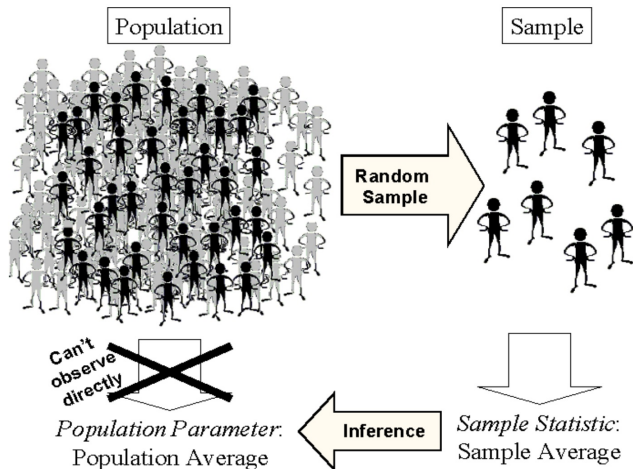 Population
Sample
Random
Sample
Can't
observe
directly
Population Parameter:
Population Average
Inference
Sample Statistic:
Sample Average